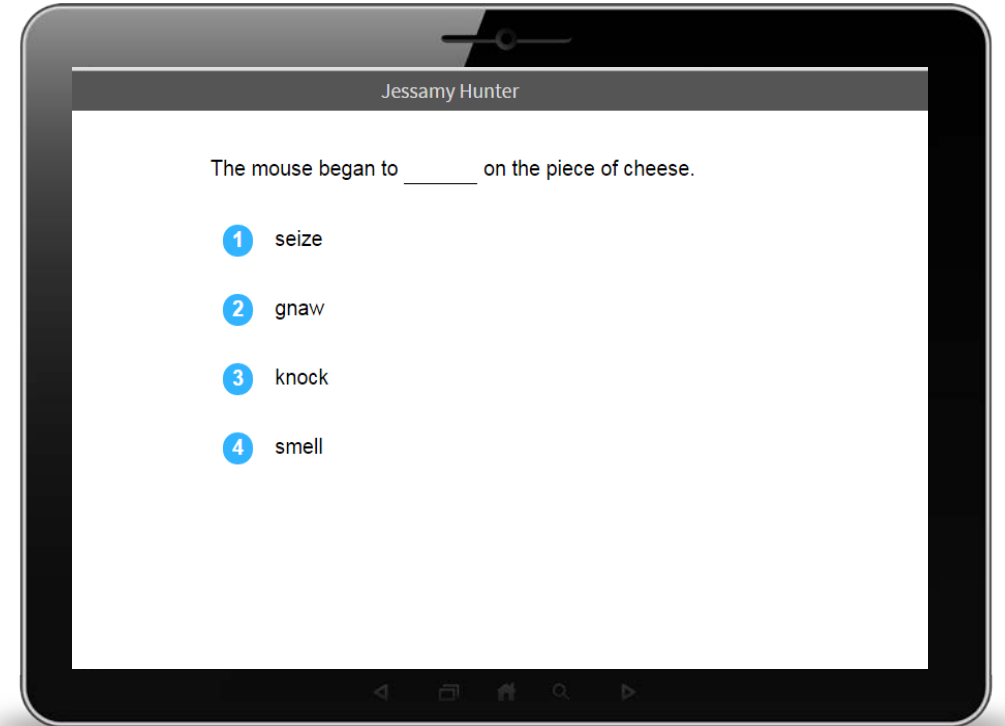 Jessamy Hunter
The mouse began to ______ on the piece of cheese.
1 seize
2 gnaw
3 knock
4 smell